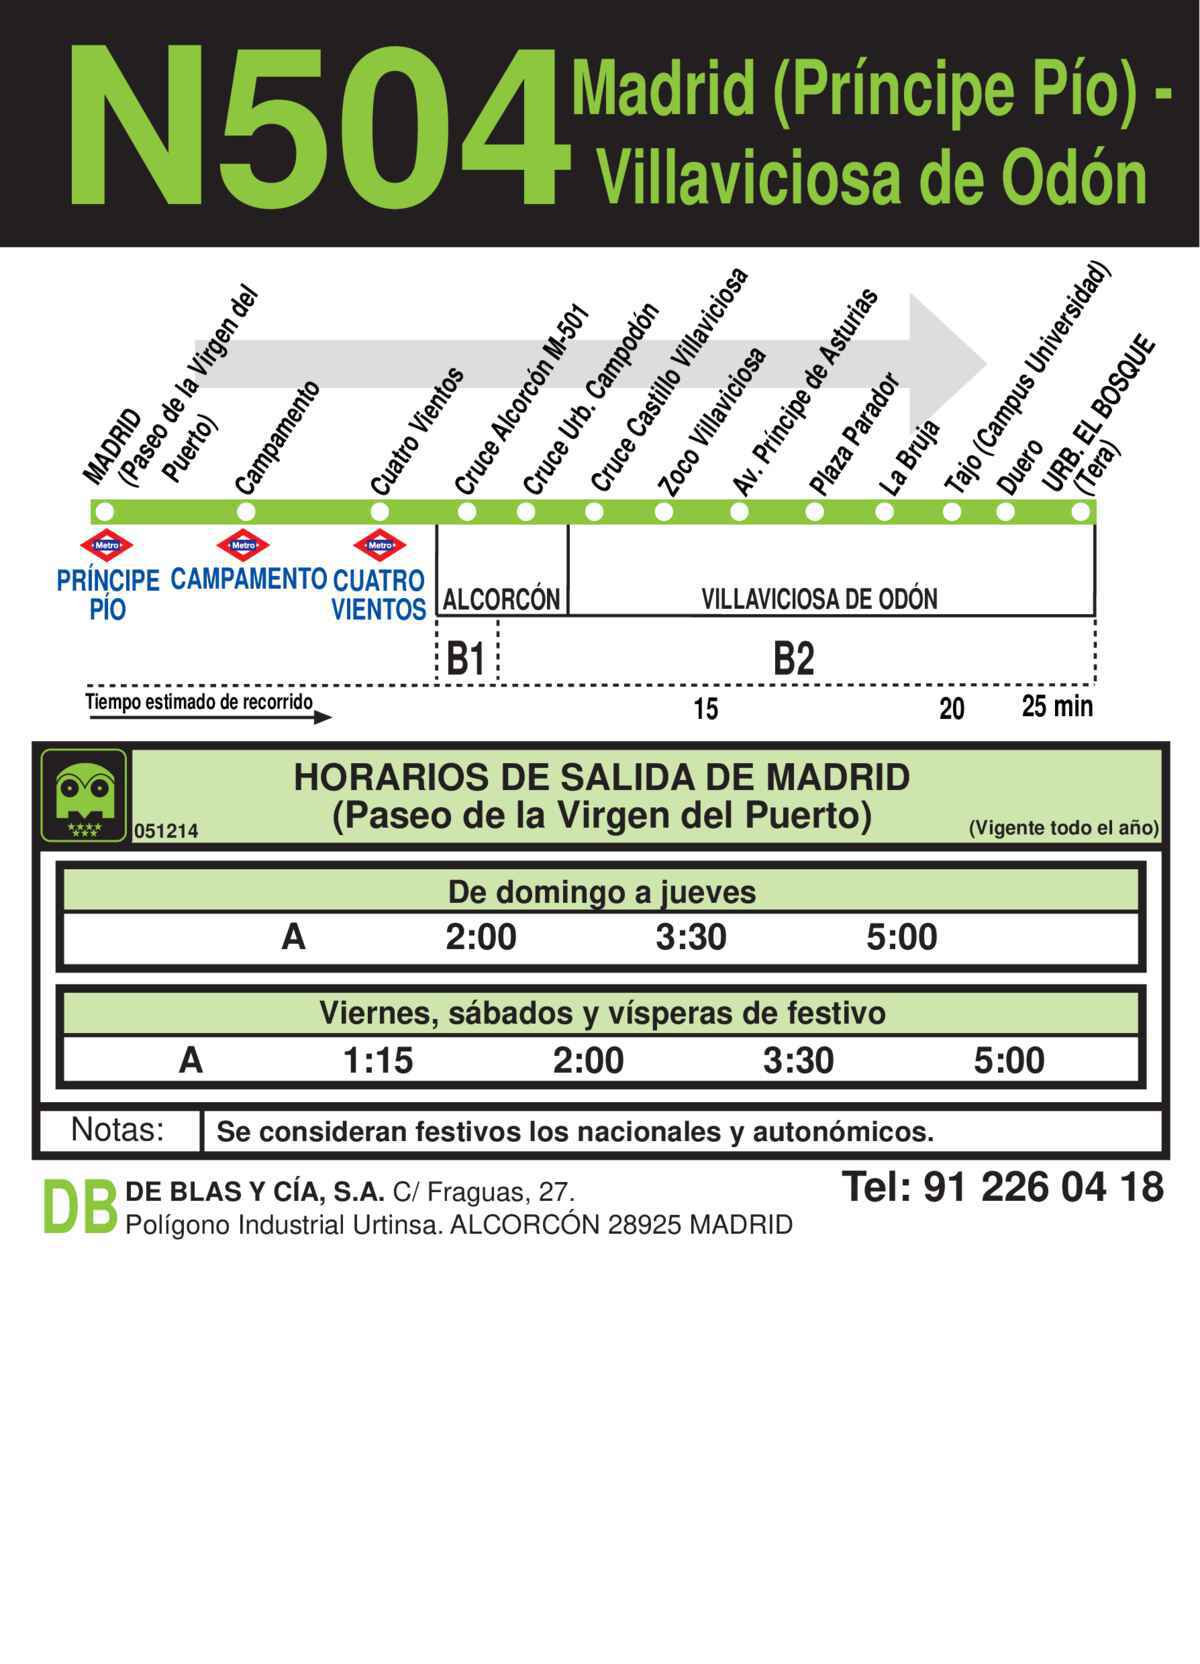 N504
Madrid (Príncipe Pío) -
Villaviciosa de Odón
MADRID
(Paseo de la Virgen del
Puerto)
Campamento
Cuatro Vientos
Cruce Alcorcón M-501
Cruce Urb. Campodón
Cruce Castillo Villaviciosa
Zoco Villaviciosa
Av. Príncipe de Asturias
Plaza Parador
La Bruja
Tajo (Campus Universidad)
Duero
URB. EL BOSQUE
(Tera)
Metro
Metro
Metro
PRÍNCIPE
PÍO
CAMPAMENTO
CUATRO
VIENTOS
ALCORCÓN
VILLAVICIOSA DE ODÓN
B1
B2
Tiempo estimado de recorrido
15
20
25 min
HORARIOS DE SALIDA DE MADRID
(Paseo de la Virgen del Puerto)
051214
(Vigente todo el año)
De domingo a jueves
A 2:00 3:30 5:00
Viernes, sábados y vísperas de festivo
A 1:15 2:00 3:30 5:00
Notas:
Se consideran festivos los nacionales y autonómicos.
DB
DE BLAS Y CÍA, S.A. C/ Fraguas, 27.
Polígono Industrial Urtinsa. ALCORCÓN 28925 MADRID
Tel: 91 226 04 18